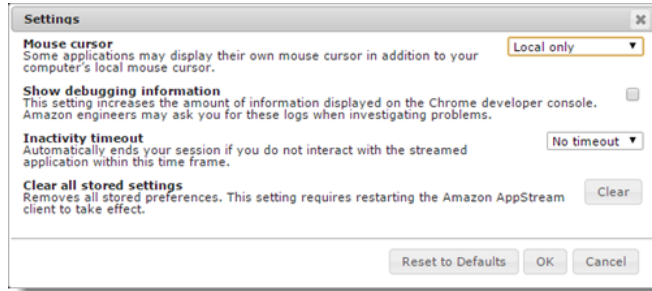 Settings
Mouse cursor
Some applications may display their own mouse cursor in addition to your
computer's local mouse cursor.
Local only
Show debugging information
This setting increases the amount of information displayed on the Chrome developer console.
Amazon engineers may ask you for these logs when investigating problems.
Inactivity timeout
Automatically ends your session if you do not interact with the streamed
application within this time frame.
No timeout
Clear all stored settings
Removes all stored preferences. This setting requires restarting the Amazon AppStream
client to take effect.
Clear
Reset to Defaults OK Cancel